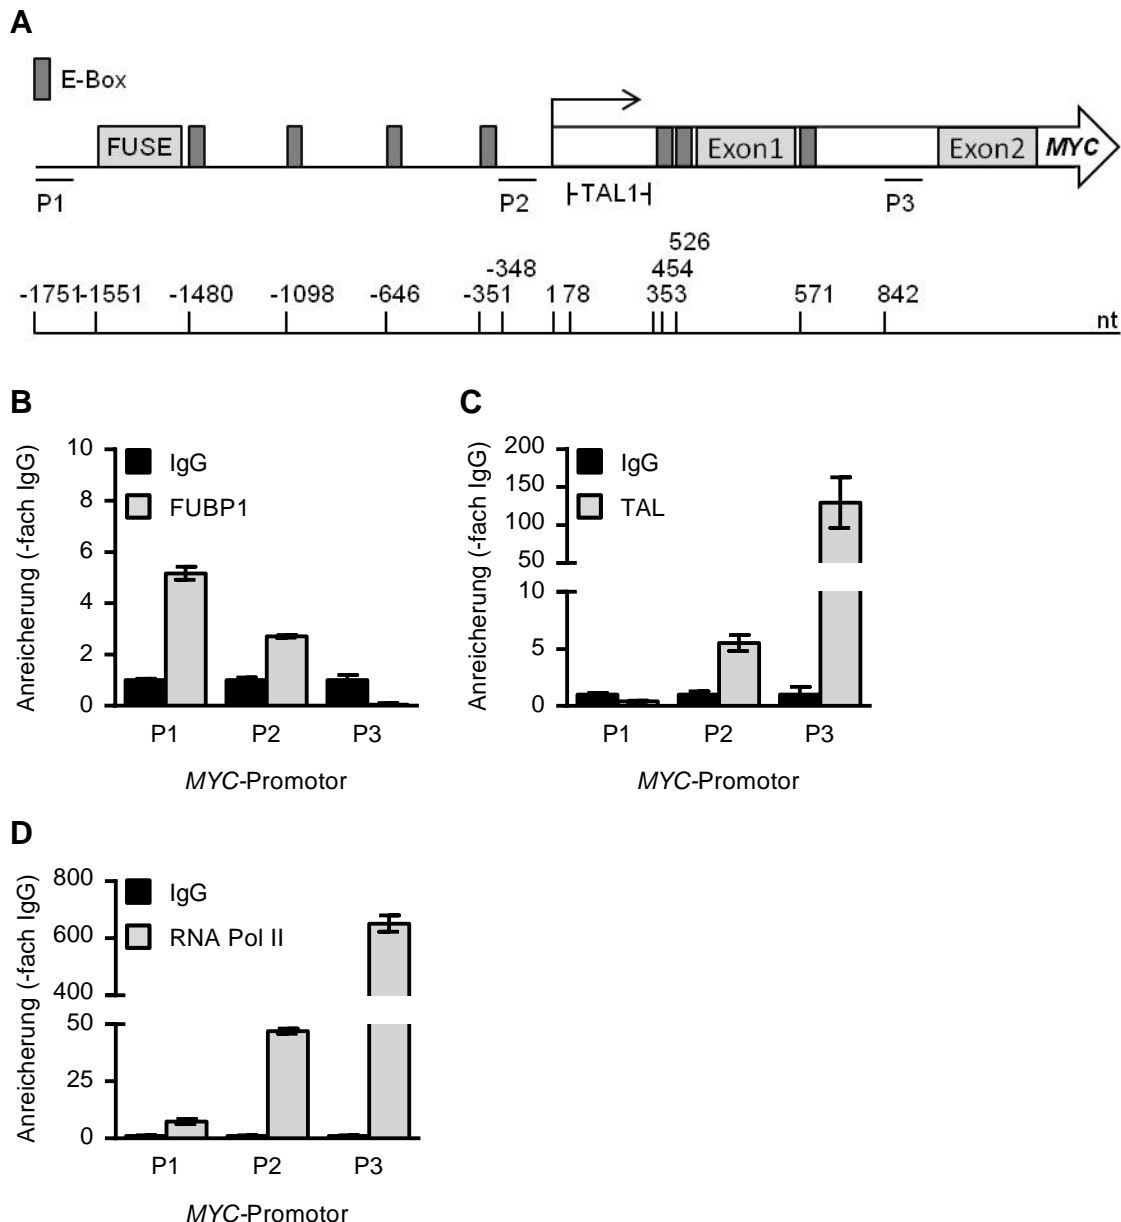 A
E-Box
FUSE Exon1 Exon2 MYC
P1 P2 TAL1 P3
526
-348 454
-1751 -1551 -1480 -1098 -646 -351 1 78 353 571 842
nt
B
Anreicherung (-fach IgG)
10
8
6
4
2
0
IgG
FUBP1
P1 P2 P3
MYC-Promotor
C
Anreicherung (-fach IgG)
200
150
100
50
10
5
0
IgG
TAL
P1 P2 P3
MYC-Promotor
D
Anreicherung (-fach IgG)
800
600
400
50
25
0
IgG
RNA Pol II
P1 P2 P3
MYC-Promotor